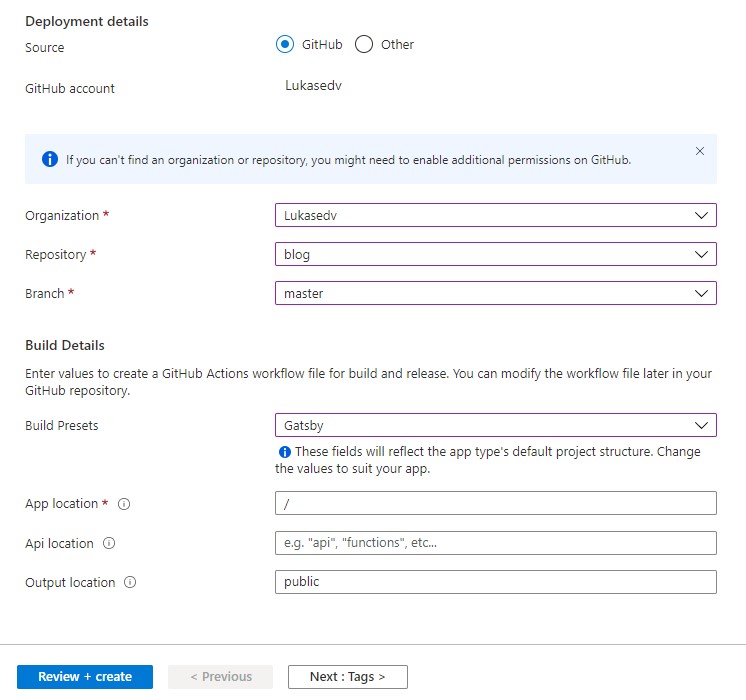 Deployment details
Source
GitHub Other
GitHub account
Lukasedv
If you can't find an organization or repository, you might need to enable additional permissions on GitHub.
Organization *
Lukasedv
Repository *
blog
Branch *
master
Build Details
Enter values to create a GitHub Actions workflow file for build and release. You can modify the workflow file later in your
GitHub repository.
Build Presets
Gatsby
These fields will reflect the app type's default project structure. Change
the values to suit your app.
App location *
/
Api location
e.g. "api", "functions", etc...
Output location
public
Review + create
< Previous
Next : Tags >